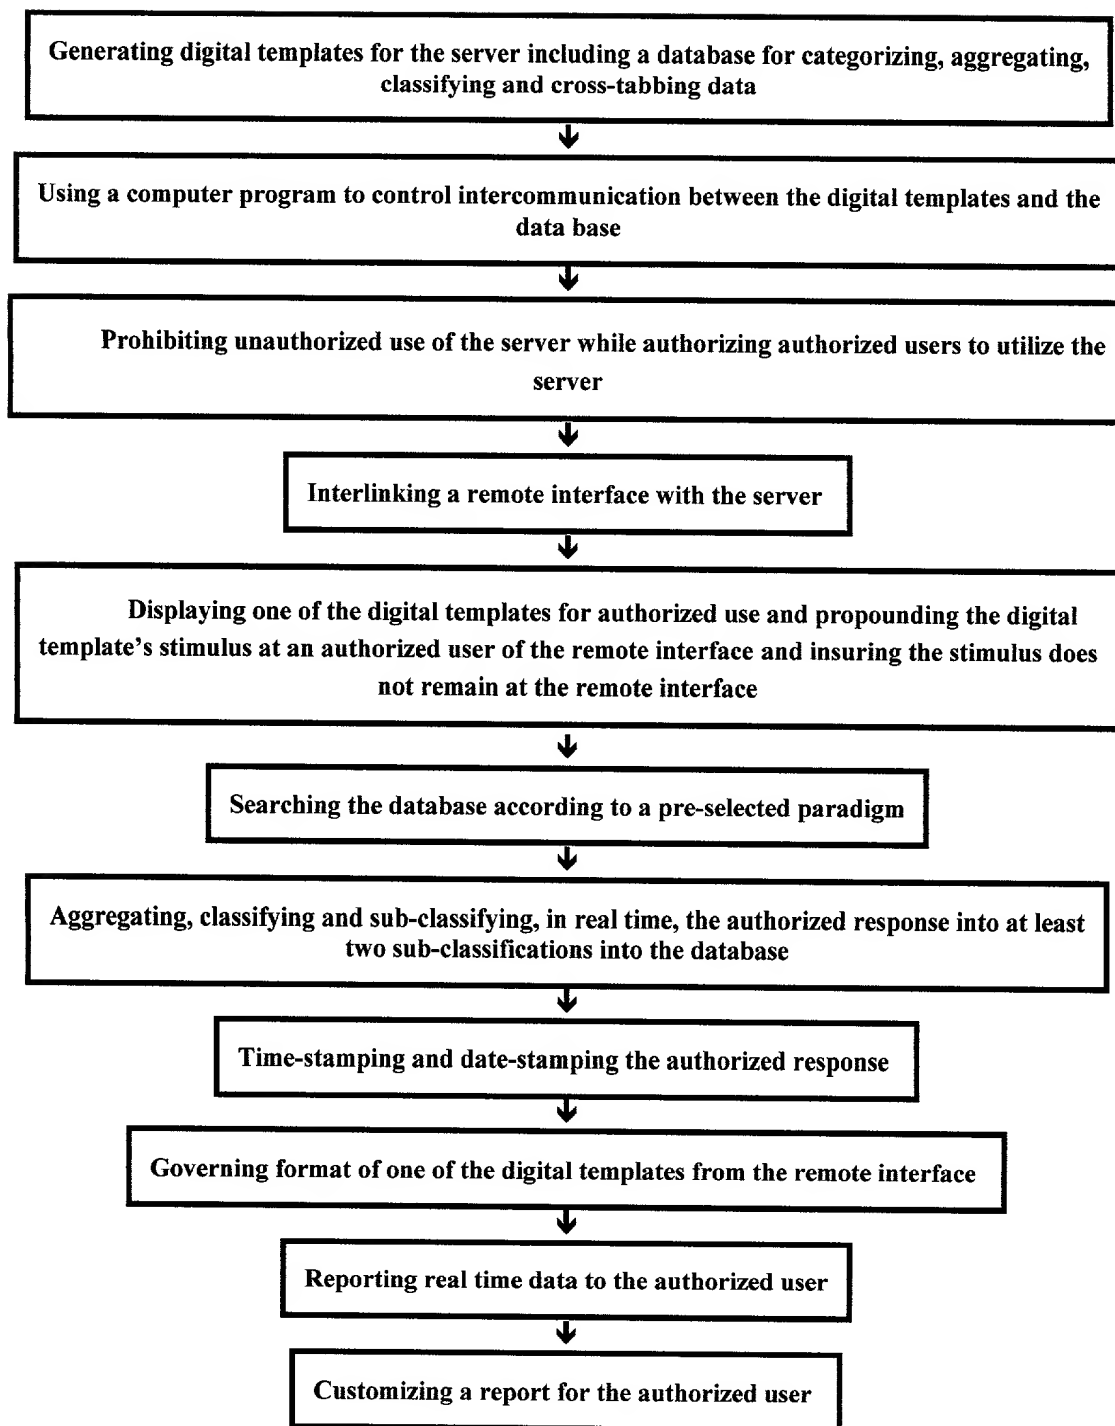 Generating digital templates for the server including a database for categorizing, aggregating,
classifying and cross-tabbing data
Using a computer program to control intercommunication between the digital templates and the
data base
Prohibiting unauthorized use of the server while authorizing authorized users to utilize the
server
Interlinking a remote interface with the server
Displaying one of the digital templates for authorized use and propounding the digital
template’s stimulus at an authorized user of the remote interface and insuring the stimulus does
not remain at the remote interface
Searching the database according to a pre-selected paradigm
Aggregating, classifying and sub-classifying, in real time, the authorized response into at least
two sub-classifications into the database
Time-stamping and date-stamping the authorized response
Governing format of one of the digital templates from the remote interface
Reporting real time data to the authorized user
Customizing a report for the authorized user